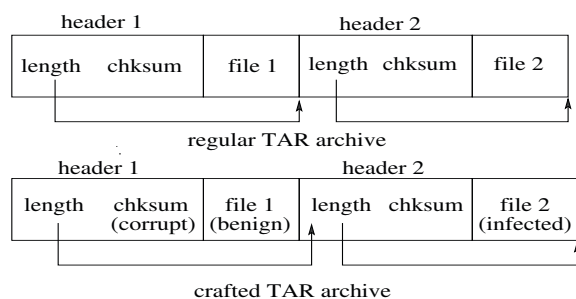 header 1 header 2
length chksum file 1 length chksum file 2
regular TAR archive
header 1 header 2
length chksum file 1 length chksum file 2
(corrupt) (benign) (infected)
crafted TAR archive